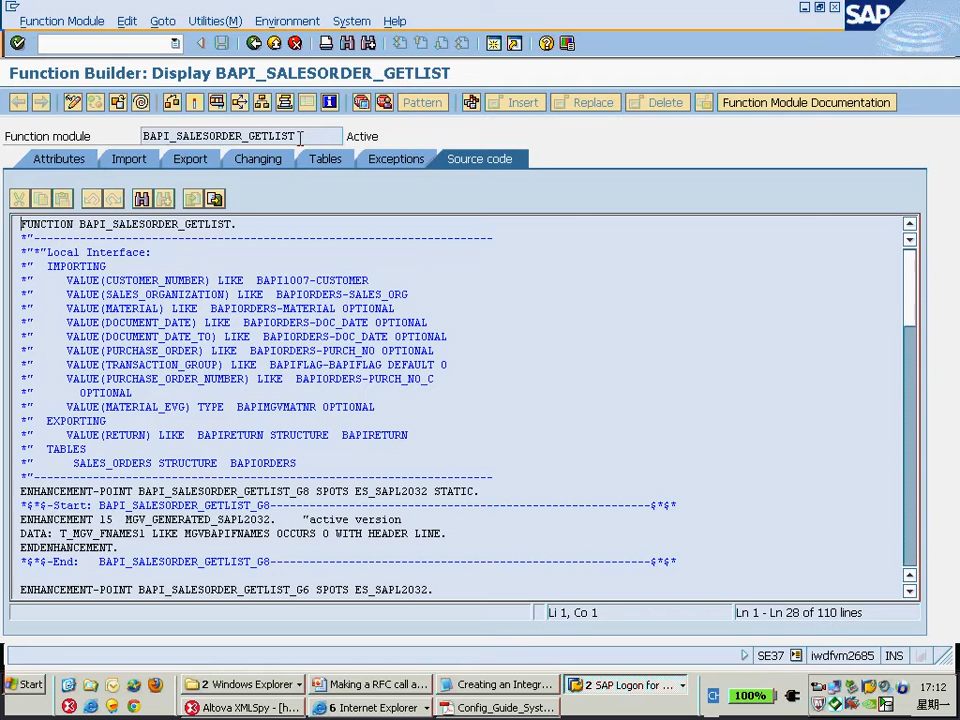 Function Module Edit Goto Utilities(M) Environment System Help
SAP
Function Builder: Display BAPI_SALESORDER_GETLIST
Pattern Insert Replace Delete Function Module Documentation
Function module BAPI_SALESORDER_GETLIST Active
Attributes Import Export Changing Tables Exceptions Source code
FUNCTION BAPI_SALESORDER_GETLIST.
*"----------------------------------------------------------------------
*"*"Local Interface:
*" IMPORTING
*" VALUE(CUSTOMER_NUMBER) LIKE BAPI1007-CUSTOMER
*" VALUE(SALES_ORGANIZATION) LIKE BAPIORDERS-SALES_ORG
*" VALUE(MATERIAL) LIKE BAPIORDERS-MATERIAL OPTIONAL
*" VALUE(DOCUMENT_DATE) LIKE BAPIORDERS-DOC_DATE OPTIONAL
*" VALUE(DOCUMENT_DATE_TO) LIKE BAPIORDERS-DOC_DATE OPTIONAL
*" VALUE(PURCHASE_ORDER) LIKE BAPIORDERS-PURCH_NO OPTIONAL
*" VALUE(TRANSACTION_GROUP) LIKE BAPIFLAG-BAPIFLAG DEFAULT 0
*" VALUE(PURCHASE_ORDER_NUMBER) LIKE BAPIORDERS-PURCH_NO_C
*" OPTIONAL
*" VALUE(MATERIAL_EVG) TYPE BAPIMGVMATNR OPTIONAL
*" EXPORTING
*" VALUE(RETURN) LIKE BAPIRETURN STRUCTURE BAPIRETURN
*" TABLES
*" SALES_ORDERS STRUCTURE BAPIORDERS
*"----------------------------------------------------------------------
ENHANCEMENT-POINT BAPI_SALESORDER_GETLIST_G8 SPOTS ES_SAPL2032 STATIC.
*$*$-Start: BAPI_SALESORDER_GETLIST_G8----------------------------------------------------------$*$*
ENHANCEMENT 15 MGV_GENERATED_SAPL2032. "active version
DATA: T_MGV_FNAMES1 LIKE MGVBAPIFNAMES OCCURS 0 WITH HEADER LINE.
ENDENHANCEMENT.
*$*$-End: BAPI_SALESORDER_GETLIST_G8----------------------------------------------------------$*$*
ENHANCEMENT-POINT BAPI_SALESORDER_GETLIST_G6 SPOTS ES_SAPL2032.
Li 1, Co 1 Ln 1 - Ln 28 of 110 lines
SE37 iwdfvm2685 INS
Start 2 Windows Explorer Making a RFC call a... Creating an Integr... 2 SAP Logon for ... 100% 17:12
Altova XMLSpy - [h... 6 Internet Explorer Config_Guide_Syst... 星期一